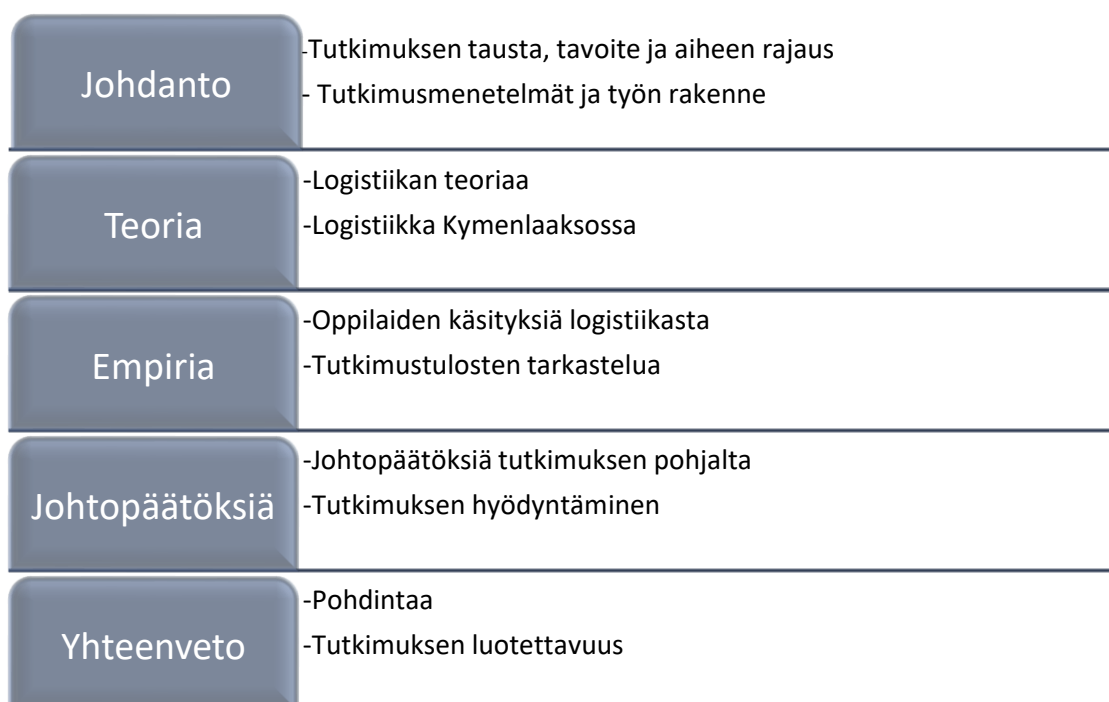 Johdanto
-Tutkimuksen tausta, tavoite ja aiheen rajaus
- Tutkimusmenetelmät ja työn rakenne
Teoria
-Logistiikan teoriaa
-Logistiikka Kymenlaaksossa
Empiria
-Oppilaiden käsityksiä logistiikasta
-Tutkimustulosten tarkastelua
Johtopäätöksiä
-Johtopäätöksiä tutkimuksen pohjalta
-Tutkimuksen hyödyntäminen
Yhteenveto
-Pohdintaa
-Tutkimuksen luotettavuus